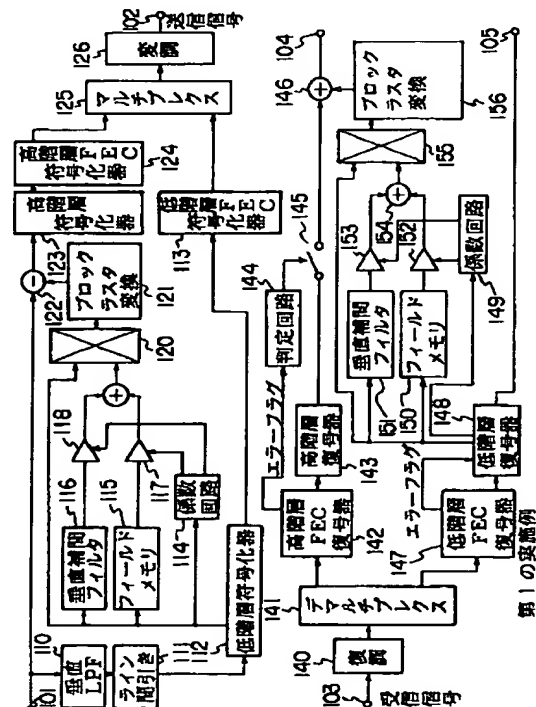 101
110
垂直
LPF
111
ライン
間引き
112
低階層符号化器
116
垂直補間
フィルタ
115
フィールド
メモリ
118
117
114
係数
回路
120
121
ブロック
ラスタ
変換
122
123
高階層
符号化器
124
高階層FEC
符号化器
113
低階層FEC
符号化器
125
マルチプレクス
126
変調
102
送信信号
103
受信信号
140
復調
141
デマルチプレクス
142
高階層
FEC
復号器
エラーフラグ
143
高階層
復号器
144
判定回路
145
146
104
147
低階層
FEC
復号器
エラーフラグ
148
低階層
復号器
149
係数回路
150
フィールド
メモリ
151
垂直補間
フィルタ
152
153
154
155
156
ブロック
ラスタ
変換
105
第1の実施例